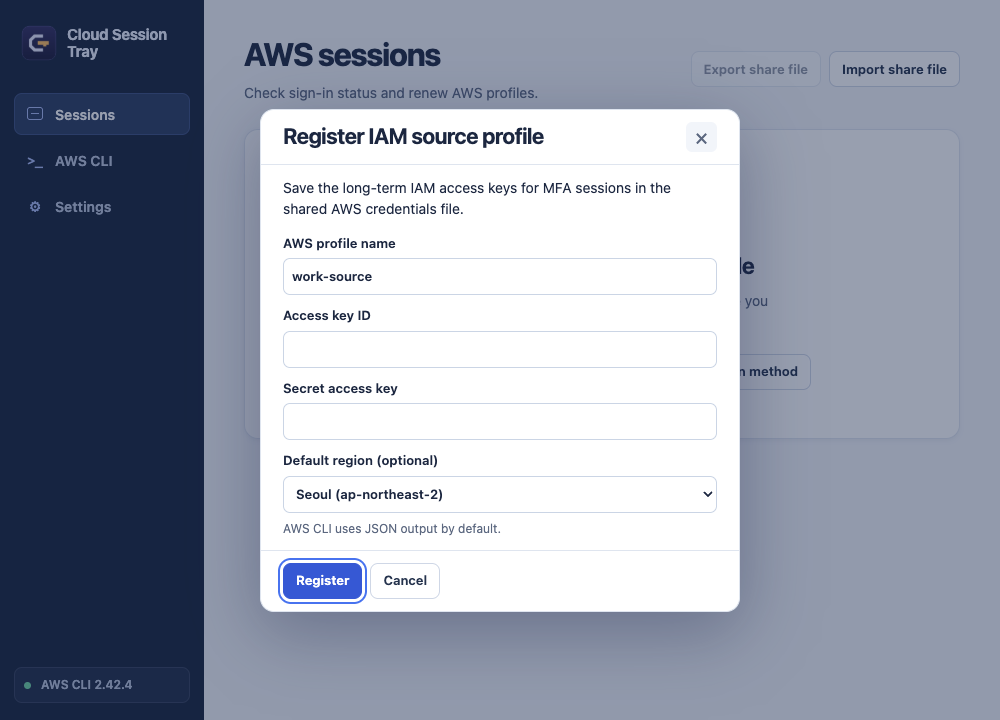 Cloud Session
Tray
Sessions
>_ AWS CLI
Settings
AWS CLI 2.42.4
AWS sessions
Check sign-in status and renew AWS profiles.
Export share file
Import share file
you
method
Register IAM source profile
Save the long-term IAM access keys for MFA sessions in the
shared AWS credentials file.
AWS profile name
work-source
Access key ID
Secret access key
Default region (optional)
Seoul (ap-northeast-2)
AWS CLI uses JSON output by default.
Register
Cancel